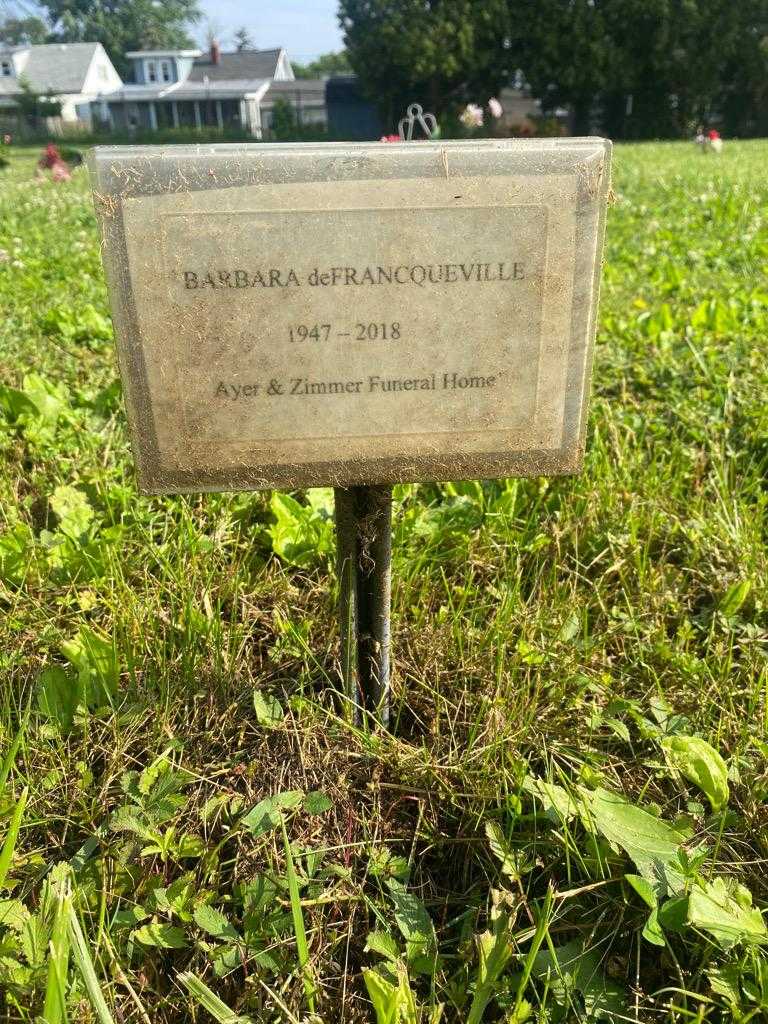 BARBARA deFRANCQUEVILLE
1947 – 2018
Ayer & Zimmer Funeral Home